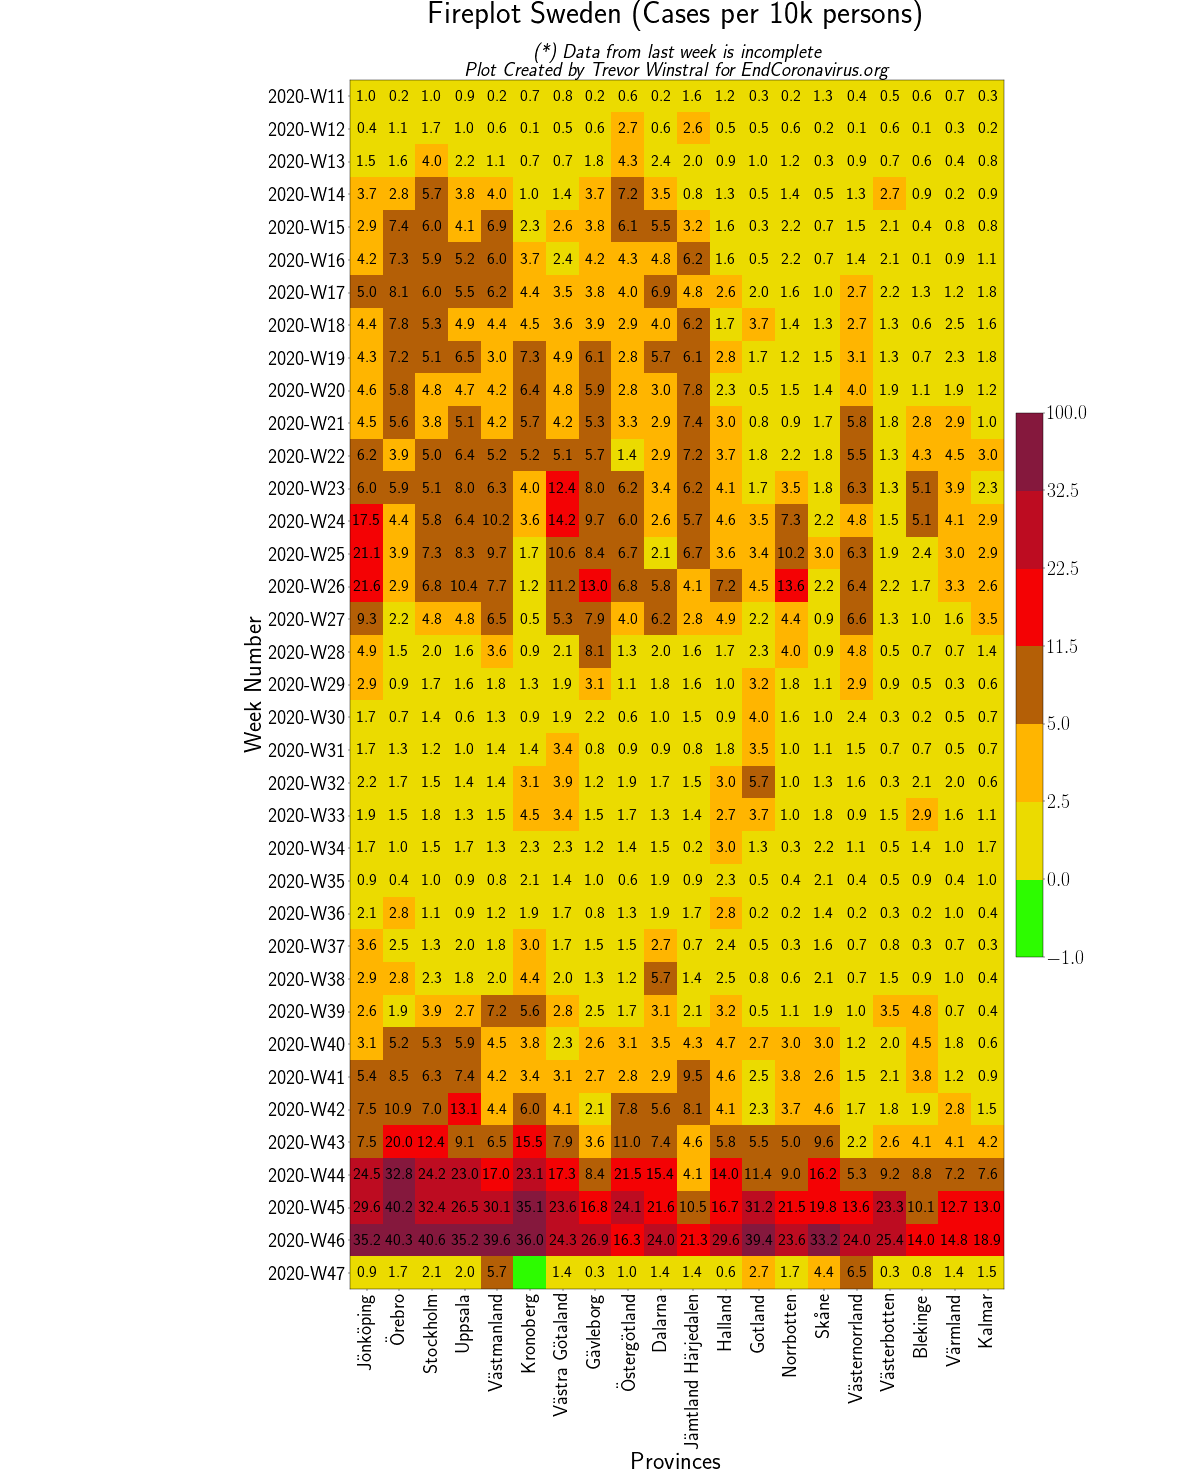 Fireplot Sweden (Cases per 10k persons)
(*) Data from last week is incomplete
Plot Created by Trevor Winstral for EndCoronavirus.org
2020-W11 1.0 0.2 1.0 0.9 0.2 0.7 0.8 0.2 0.6 0.2 1.6 1.2 0.3 0.2 1.3 0.4 0.5 0.6 0.7 0.3
2020-W12 0.4 1.1 1.7 1.0 0.6 0.1 0.5 0.6 2.7 0.6 2.6 0.5 0.5 0.6 0.2 0.1 0.6 0.1 0.3 0.2
2020-W13 1.5 1.6 4.0 2.2 1.1 0.7 0.7 1.8 4.3 2.4 2.0 0.9 1.0 1.2 0.3 0.9 0.7 0.6 0.4 0.8
2020-W14 3.7 2.8 5.7 3.8 4.0 1.0 1.4 3.7 7.2 3.5 0.8 1.3 0.5 1.4 0.5 1.3 2.7 0.9 0.2 0.9
2020-W15 2.9 7.4 6.0 4.1 6.9 2.3 2.6 3.8 6.1 5.5 3.2 1.6 0.3 2.2 0.7 1.5 2.1 0.4 0.8 0.8
2020-W16 4.2 7.3 5.9 5.2 6.0 3.7 2.4 4.2 4.3 4.8 6.2 1.6 0.5 2.2 0.7 1.4 2.1 0.1 0.9 1.1
2020-W17 5.0 8.1 6.0 5.5 6.2 4.4 3.5 3.8 4.0 6.9 4.8 2.6 2.0 1.6 1.0 2.7 2.2 1.3 1.2 1.8
2020-W18 4.4 7.8 5.3 4.9 4.4 4.5 3.6 3.9 2.9 4.0 6.2 1.7 3.7 1.4 1.3 2.7 1.3 0.6 2.5 1.6
2020-W19 4.3 7.2 5.1 6.5 3.0 7.3 4.9 6.1 2.8 5.7 6.1 2.8 1.7 1.2 1.5 3.1 1.3 0.7 2.3 1.8
2020-W20 4.6 5.8 4.8 4.7 4.2 6.4 4.8 5.9 2.8 3.0 7.8 2.3 0.5 1.5 1.4 4.0 1.9 1.1 1.9 1.2
2020-W21 4.5 5.6 3.8 5.1 4.2 5.7 4.2 5.3 3.3 2.9 7.4 3.0 0.8 0.9 1.7 5.8 1.8 2.8 2.9 1.0
2020-W22 6.2 3.9 5.0 6.4 5.2 5.2 5.1 5.7 1.4 2.9 7.2 3.7 1.8 2.2 1.8 5.5 1.3 4.3 4.5 3.0
2020-W23 6.0 5.9 5.1 8.0 6.3 4.0 12.4 8.0 6.2 3.4 6.2 4.1 1.7 3.5 1.8 6.3 1.3 5.1 3.9 2.3
2020-W24 17.5 4.4 5.8 6.4 10.2 3.6 14.2 9.7 6.0 2.6 5.7 4.6 3.5 7.3 2.2 4.8 1.5 5.1 4.1 2.9
2020-W25 21.1 3.9 7.3 8.3 9.7 1.7 10.6 8.4 6.7 2.1 6.7 3.6 3.4 10.2 3.0 6.3 1.9 2.4 3.0 2.9
2020-W26 21.6 2.9 6.8 10.4 7.7 1.2 11.2 13.0 6.8 5.8 4.1 7.2 4.5 13.6 2.2 6.4 2.2 1.7 3.3 2.6
2020-W27 9.3 2.2 4.8 4.8 6.5 0.5 5.3 7.9 4.0 6.2 2.8 4.9 2.2 4.4 0.9 6.6 1.3 1.0 1.6 3.5
2020-W28 4.9 1.5 2.0 1.6 3.6 0.9 2.1 8.1 1.3 2.0 1.6 1.7 2.3 4.0 0.9 4.8 0.5 0.7 0.7 1.4
2020-W29 2.9 0.9 1.7 1.6 1.8 1.3 1.9 3.1 1.1 1.8 1.6 1.0 3.2 1.8 1.1 2.9 0.9 0.5 0.3 0.6
2020-W30 1.7 0.7 1.4 0.6 1.3 0.9 1.9 2.2 0.6 1.0 1.5 0.9 4.0 1.6 1.0 2.4 0.3 0.2 0.5 0.7
2020-W31 1.7 1.3 1.2 1.0 1.4 1.4 3.4 0.8 0.9 0.9 0.8 1.8 3.5 1.0 1.1 1.5 0.7 0.7 0.5 0.7
2020-W32 2.2 1.7 1.5 1.4 1.4 3.1 3.9 1.2 1.9 1.7 1.5 3.0 5.7 1.0 1.3 1.6 0.3 2.1 2.0 0.6
2020-W33 1.9 1.5 1.8 1.3 1.5 4.5 3.4 1.5 1.7 1.3 1.4 2.7 3.7 1.0 1.8 0.9 1.5 2.9 1.6 1.1
2020-W34 1.7 1.0 1.5 1.7 1.3 2.3 2.3 1.2 1.4 1.5 0.2 3.0 1.3 0.3 2.2 1.1 0.5 1.4 1.0 1.7
2020-W35 0.9 0.4 1.0 0.9 0.8 2.1 1.4 1.0 0.6 1.9 0.9 2.3 0.5 0.4 2.1 0.4 0.5 0.9 0.4 1.0
2020-W36 2.1 2.8 1.1 0.9 1.2 1.9 1.7 0.8 1.3 1.9 1.7 2.8 0.2 0.2 1.4 0.2 0.3 0.2 1.0 0.4
2020-W37 3.6 2.5 1.3 2.0 1.8 3.0 1.7 1.5 1.5 2.7 0.7 2.4 0.5 0.3 1.6 0.7 0.8 0.3 0.7 0.3
2020-W38 2.9 2.8 2.3 1.8 2.0 4.4 2.0 1.3 1.2 5.7 1.4 2.5 0.8 0.6 2.1 0.7 1.5 0.9 1.0 0.4
2020-W39 2.6 1.9 3.9 2.7 7.2 5.6 2.8 2.5 1.7 3.1 2.1 3.2 0.5 1.1 1.9 1.0 3.5 4.8 0.7 0.4
2020-W40 3.1 5.2 5.3 5.9 4.5 3.8 2.3 2.6 3.1 3.5 4.3 4.7 2.7 3.0 3.0 1.2 2.0 4.5 1.8 0.6
2020-W41 5.4 8.5 6.3 7.4 4.2 3.4 3.1 2.7 2.8 2.9 9.5 4.6 2.5 3.8 2.6 1.5 2.1 3.8 1.2 0.9
2020-W42 7.5 10.9 7.0 13.1 4.4 6.0 4.1 2.1 7.8 5.6 8.1 4.1 2.3 3.7 4.6 1.7 1.8 1.9 2.8 1.5
2020-W43 7.5 20.0 12.4 9.1 6.5 15.5 7.9 3.6 11.0 7.4 4.6 5.8 5.5 5.0 9.6 2.2 2.6 4.1 4.1 4.2
2020-W44 24.5 32.8 24.2 23.0 17.0 23.1 17.3 8.4 21.5 15.4 4.1 14.0 11.4 9.0 16.2 5.3 9.2 8.8 7.2 7.6
2020-W45 29.6 40.2 32.4 26.5 30.1 35.1 23.6 16.8 24.1 21.6 10.5 16.7 31.2 21.5 19.8 13.6 23.3 10.1 12.7 13.0
2020-W46 35.2 40.3 40.6 35.2 39.6 36.0 24.3 26.9 16.3 24.0 21.3 29.6 39.4 23.6 33.2 24.0 25.4 14.0 14.8 18.9
2020-W47 0.9 1.7 2.1 2.0 5.7 1.4 0.3 1.0 1.4 1.4 0.6 2.7 1.7 4.4 6.5 0.3 0.8 1.4 1.5
Week Number
Jönköping
Örebro
Stockholm
Uppsala
Västmanland
Kronoberg
Västra Götaland
Gävleborg
Östergötland
Dalarna
Jämtland Härjedalen
Halland
Gotland
Norrbotten
Skåne
Västernorrland
Västerbotten
Blekinge
Värmland
Kalmar
Provinces
100.0
32.5
22.5
11.5
5.0
2.5
0.0
−1.0